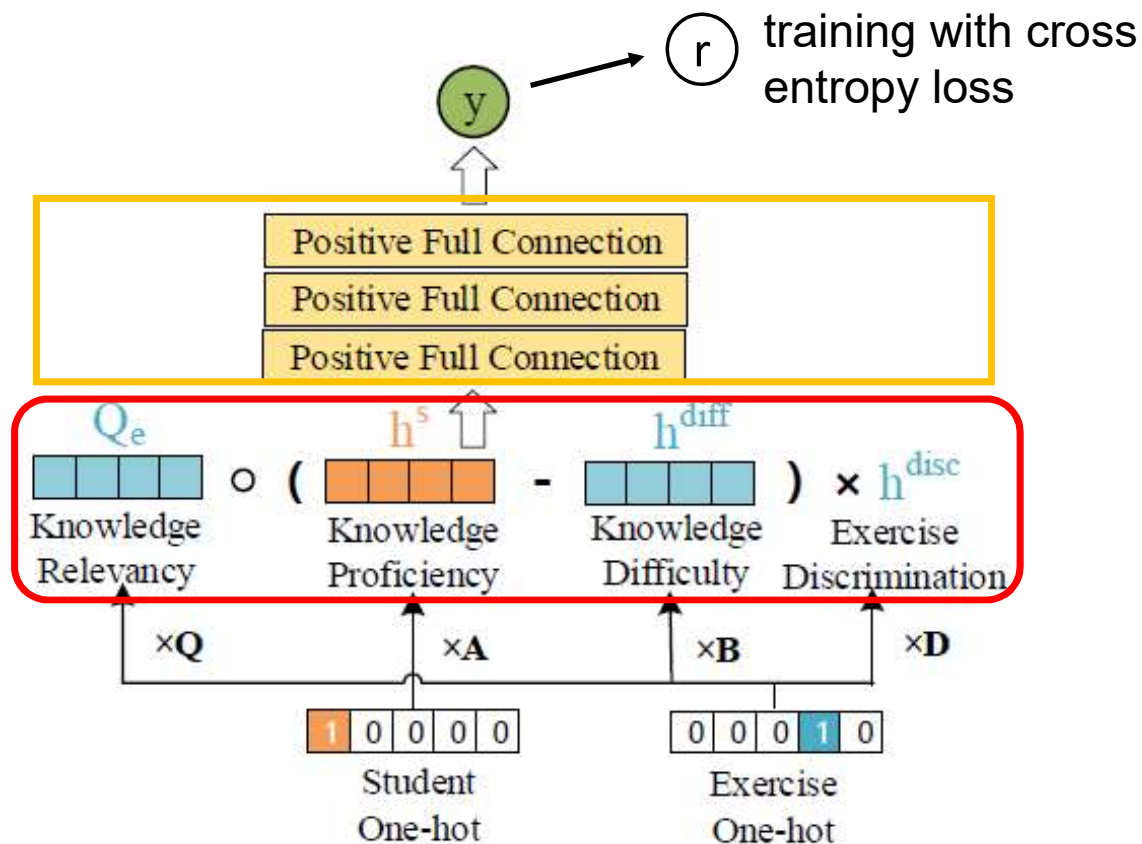 r training with cross
entropy loss
y
Positive Full Connection
Positive Full Connection
Positive Full Connection
Qe hs hdiff
○ ( - ) × hdisc
Knowledge Knowledge Knowledge Exercise
Relevancy Proficiency Difficulty Discrimination
×Q ×A ×B ×D
1 0 0 0 0 0 0 0 1 0
Student Exercise
One-hot One-hot